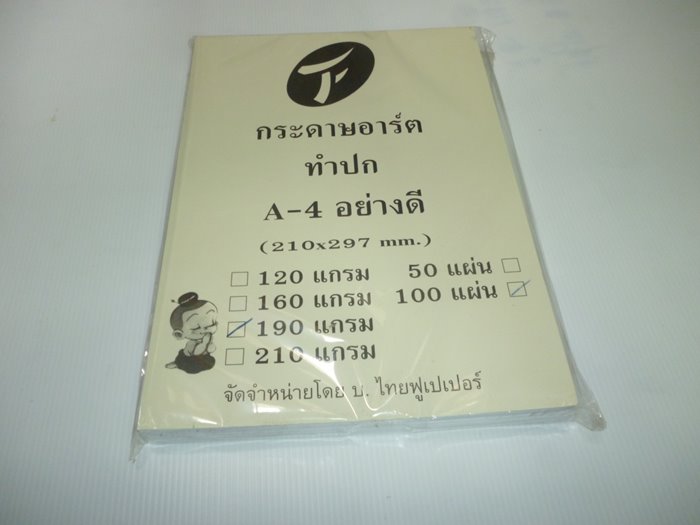 กระดาษอาร์ต
ทำปก
A-4 อย่างดี
(210x297 mm.)
120 แกรม 50 แผ่น
160 แกรม 100 แผ่น
190 แกรม
210 แกรม
จัดจำหน่ายโดย บ. ไทยฟูเปเปอร์